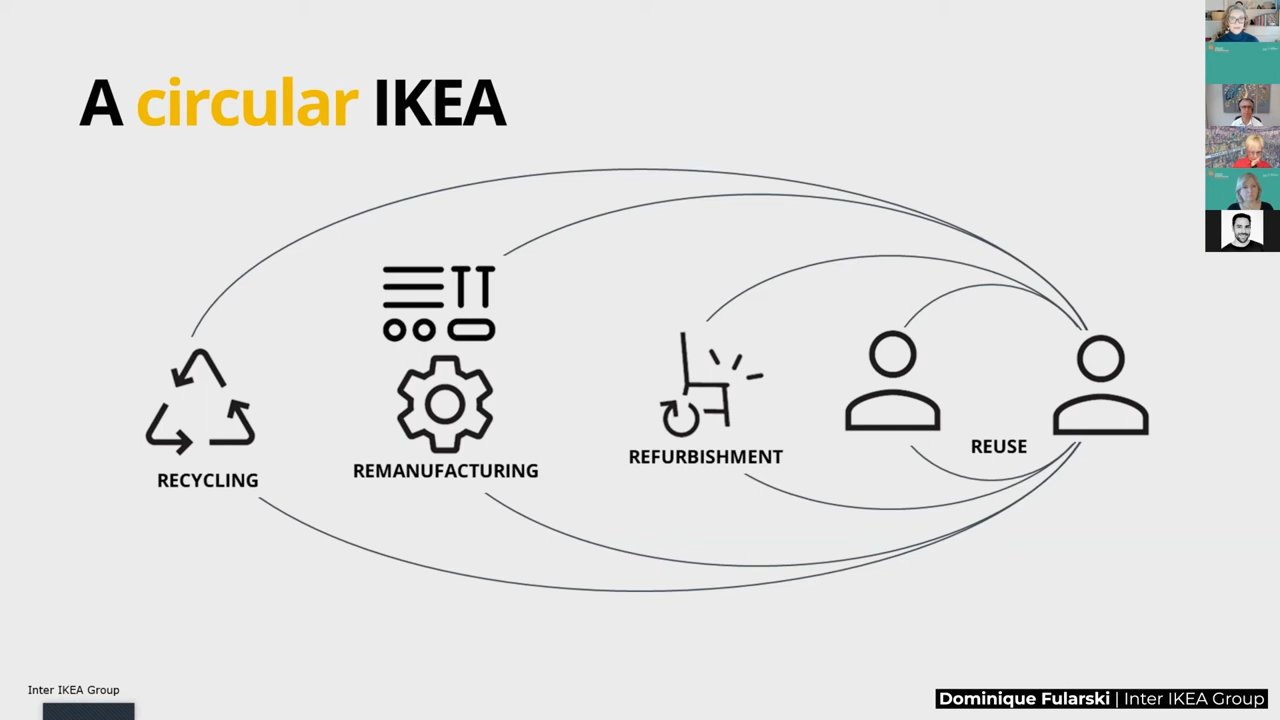 A circular IKEA
RECYCLING
REMANUFACTURING
REFURBISHMENT
REUSE
Inter IKEA Group
Dominique Fularski | Inter IKEA Group